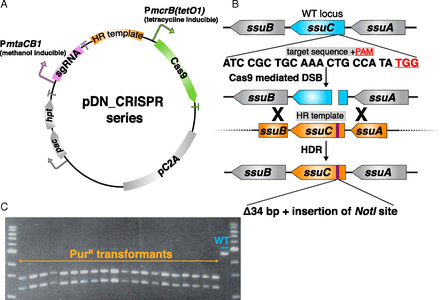 A
PmcrB(tetO1)
(tetracycline inducible)
HR template
PmtaCB1
(methanol inducible)
sgRNA
Cas9
hpt
pac
pDN_CRISPR
series
pC2A
B
WT locus
ssuB
ssuC
ssuA
target sequence +PAM
ATC CGC TGC AAA CTG CCA TA TGG
Cas9 mediated DSB
ssuB
ssuA
X
HR template
X
ssuB
ssuC
ssuA
HDR
ssuB
ssuC
ssuA
Δ34 bp + insertion of NotI site
C
WT
PurR transformants